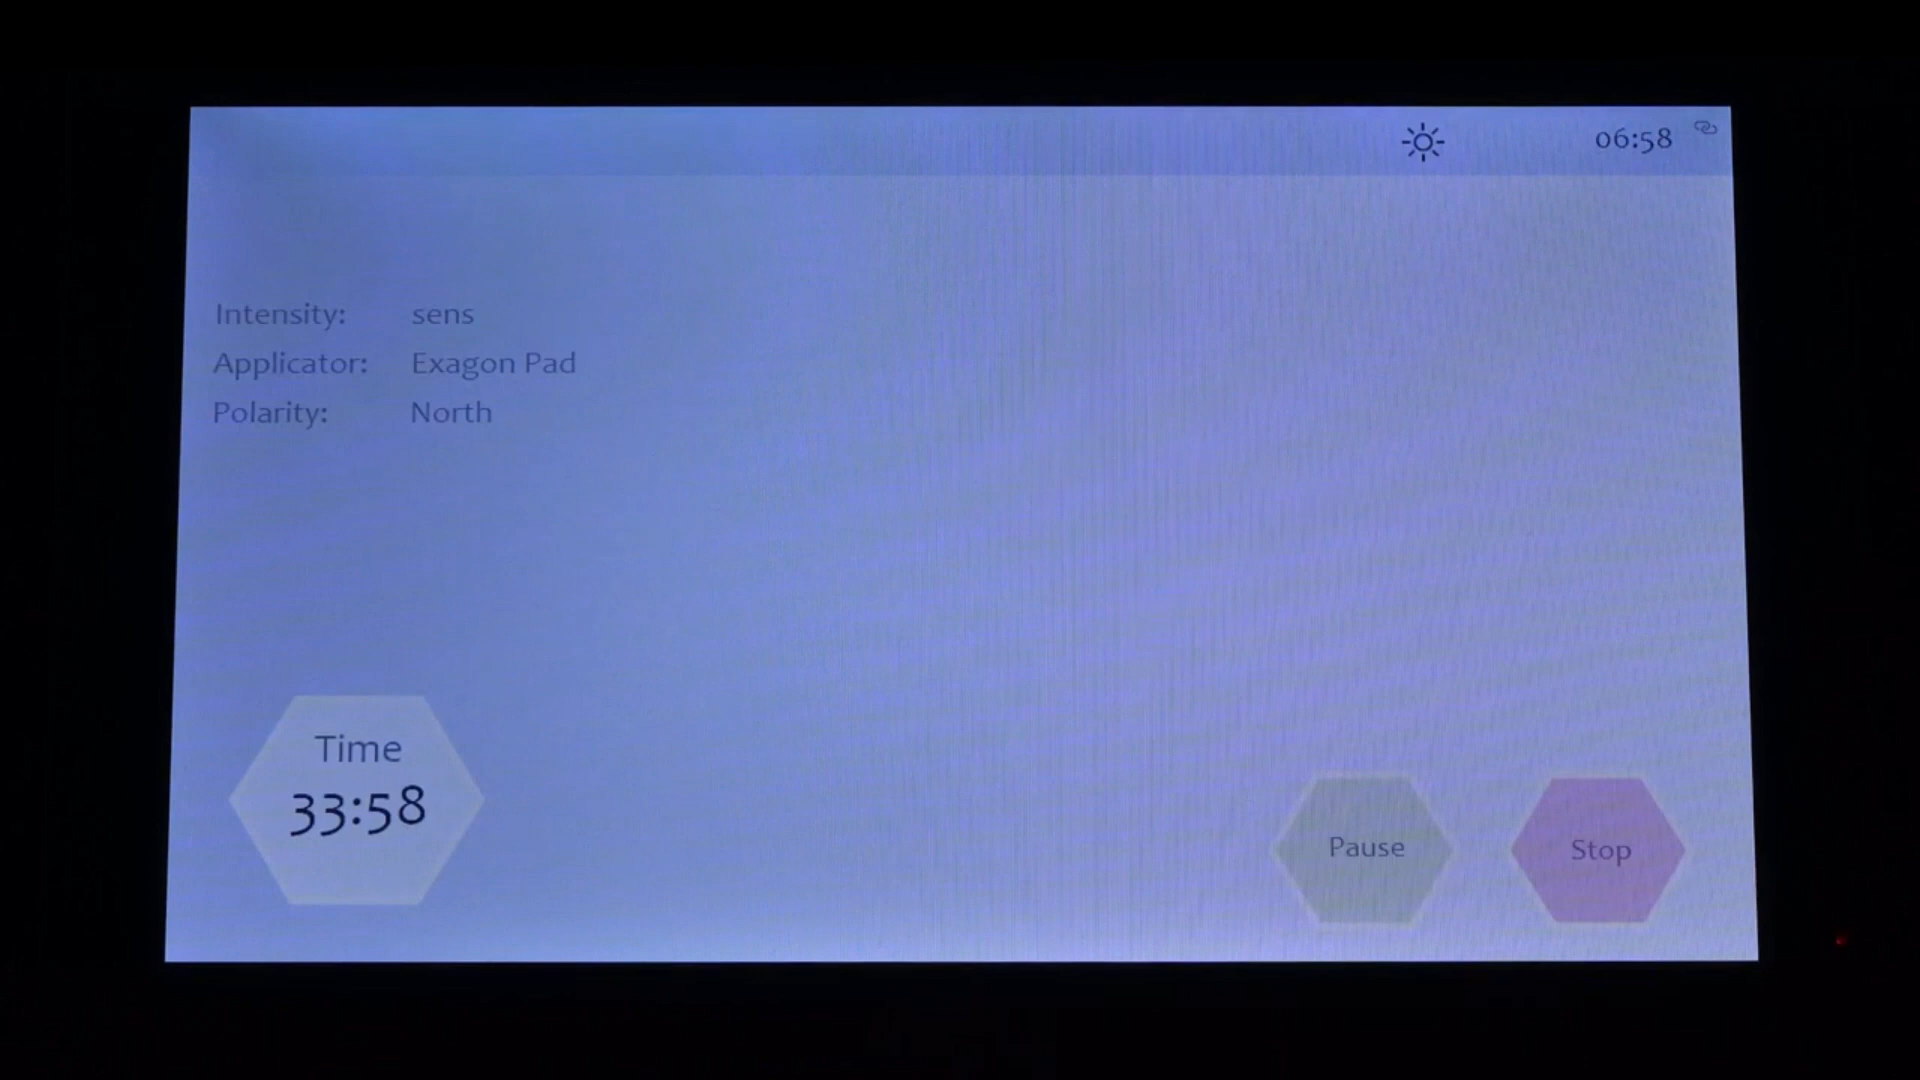 06:58
Intensity: sens
Applicator: Exagon Pad
Polarity: North
Time
33:58
Pause
Stop